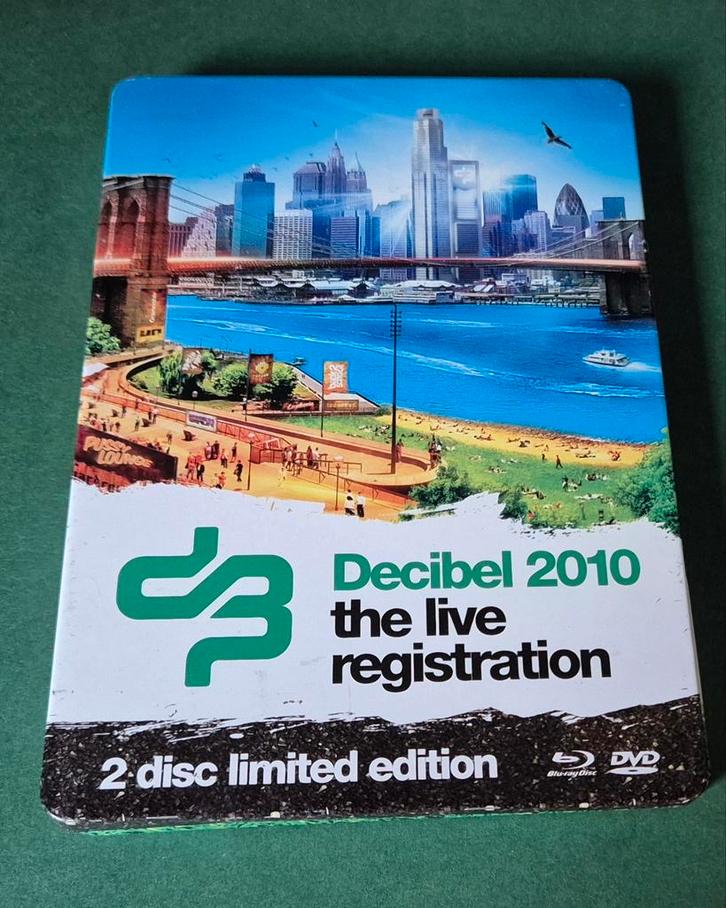 Decibel 2010
the live
registration
2 disc limited edition
Blu-ray Disc
DVD